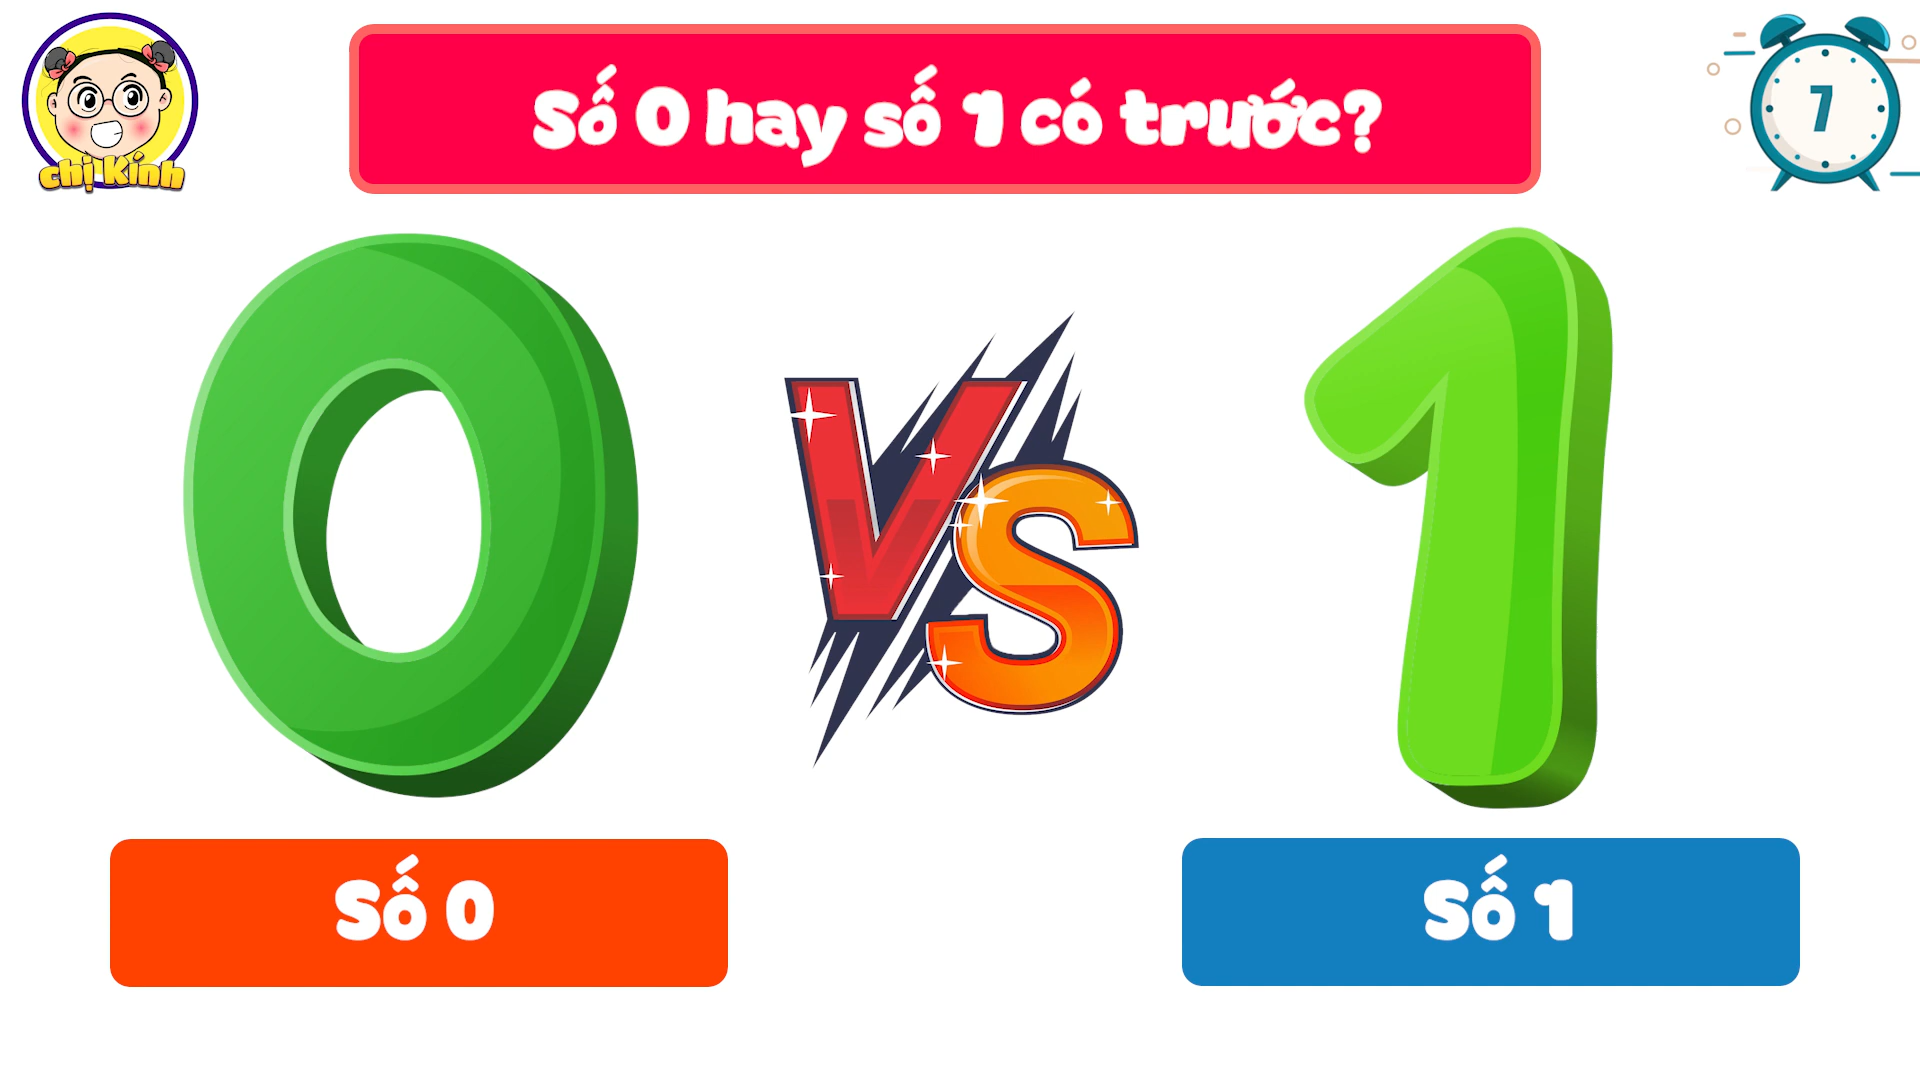 chị Kính
Số 0 hay số 1 có trước?
7
0
VS
1
Số 0
Số 1